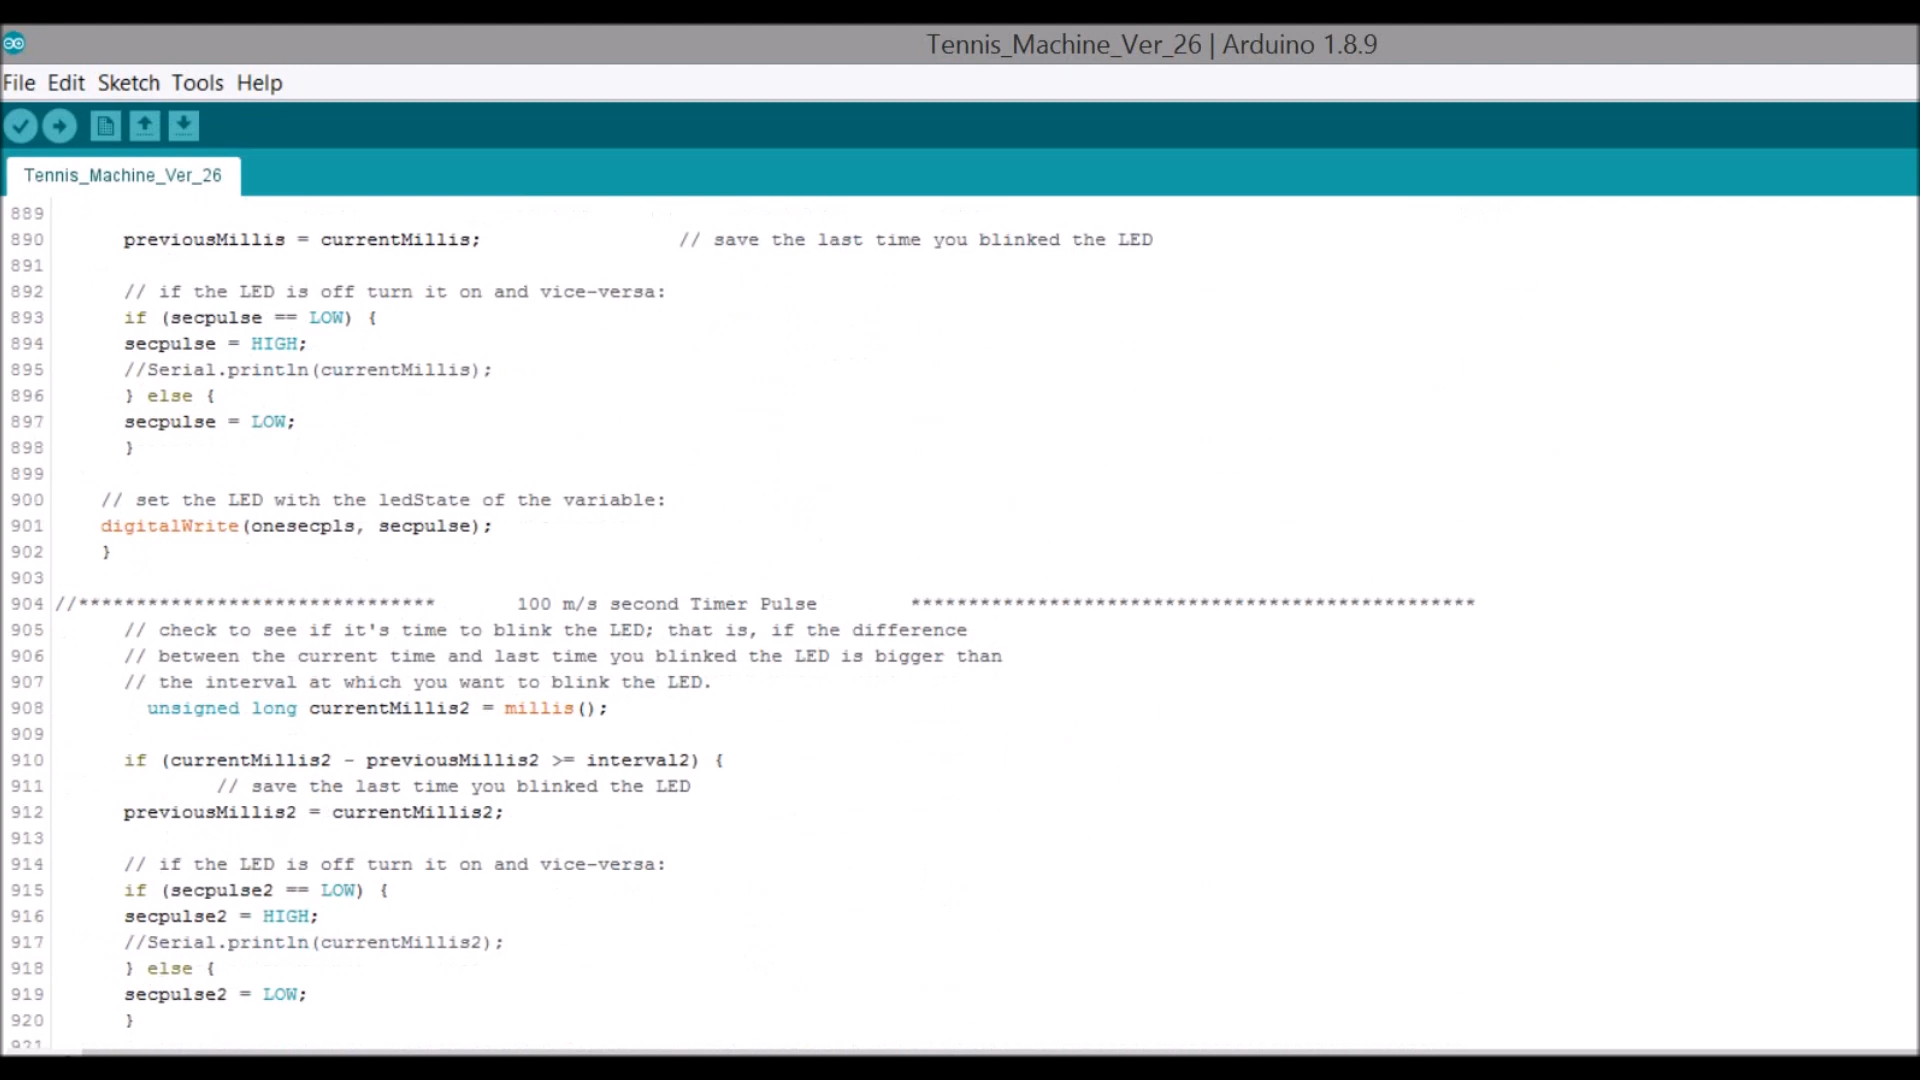 Tennis_Machine_Ver_26 | Arduino 1.8.9
File Edit Sketch Tools Help
Tennis_Machine_Ver_26
889
890 previousMillis = currentMillis; // save the last time you blinked the LED
891
892 // if the LED is off turn it on and vice-versa:
893 if (secpulse == LOW) {
894 secpulse = HIGH;
895 //Serial.println(currentMillis);
896 } else {
897 secpulse = LOW;
898 }
899
900 // set the LED with the ledState of the variable:
901 digitalWrite(onesecpls, secpulse);
902 }
903
904 //******************************* 100 m/s second Timer Pulse *************************************************
905 // check to see if it's time to blink the LED; that is, if the difference
906 // between the current time and last time you blinked the LED is bigger than
907 // the interval at which you want to blink the LED.
908 unsigned long currentMillis2 = millis();
909
910 if (currentMillis2 - previousMillis2 >= interval2) {
911 // save the last time you blinked the LED
912 previousMillis2 = currentMillis2;
913
914 // if the LED is off turn it on and vice-versa:
915 if (secpulse2 == LOW) {
916 secpulse2 = HIGH;
917 //Serial.println(currentMillis2);
918 } else {
919 secpulse2 = LOW;
920 }
921